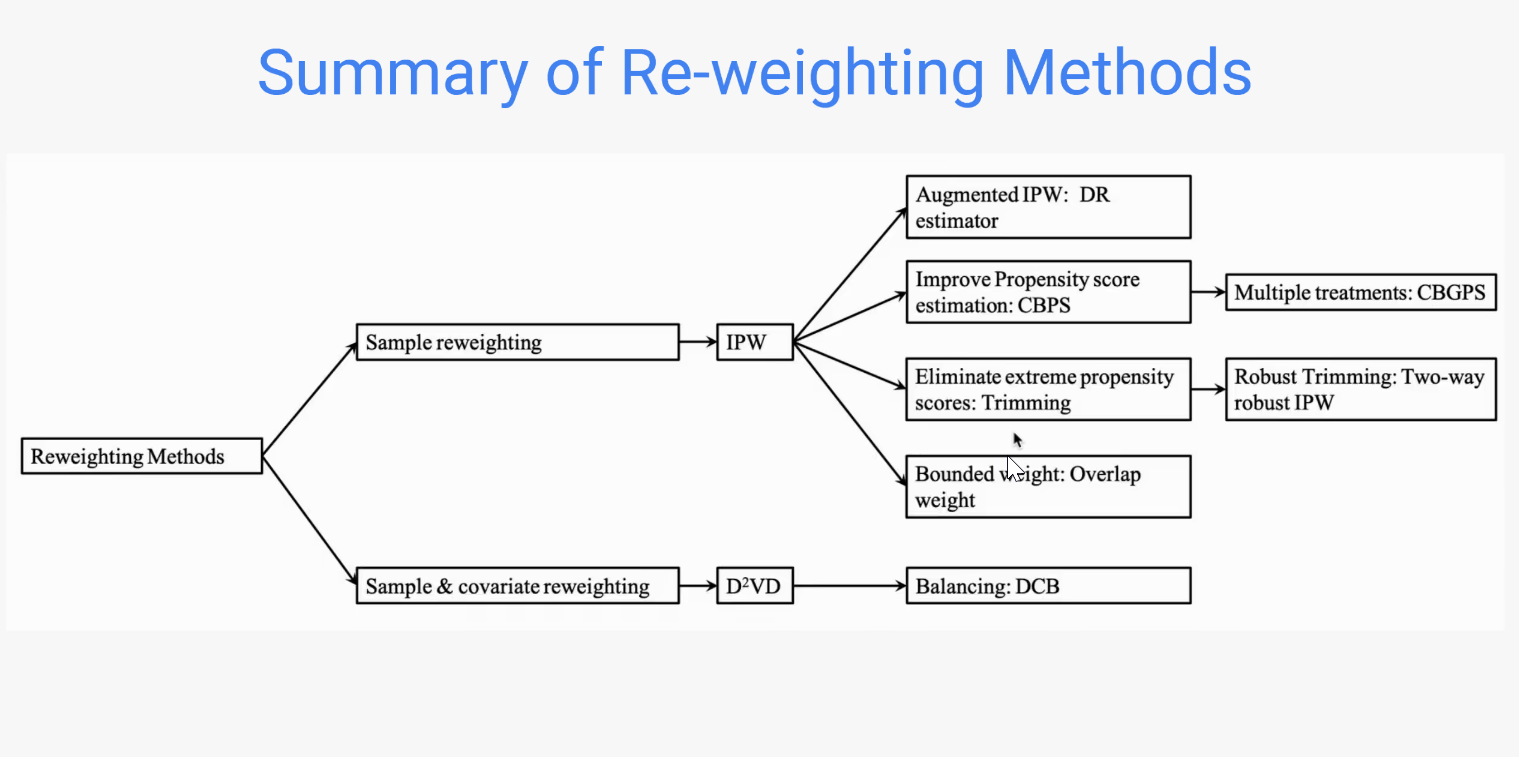 Summary of Re-weighting Methods
Augmented IPW: DR
estimator
Improve Propensity score
estimation: CBPS
Multiple treatments: CBGPS
Sample reweighting
IPW
Eliminate extreme propensity
scores: Trimming
Robust Trimming: Two-way
robust IPW
Reweighting Methods
Bounded weight: Overlap
weight
Sample & covariate reweighting
D²VD
Balancing: DCB